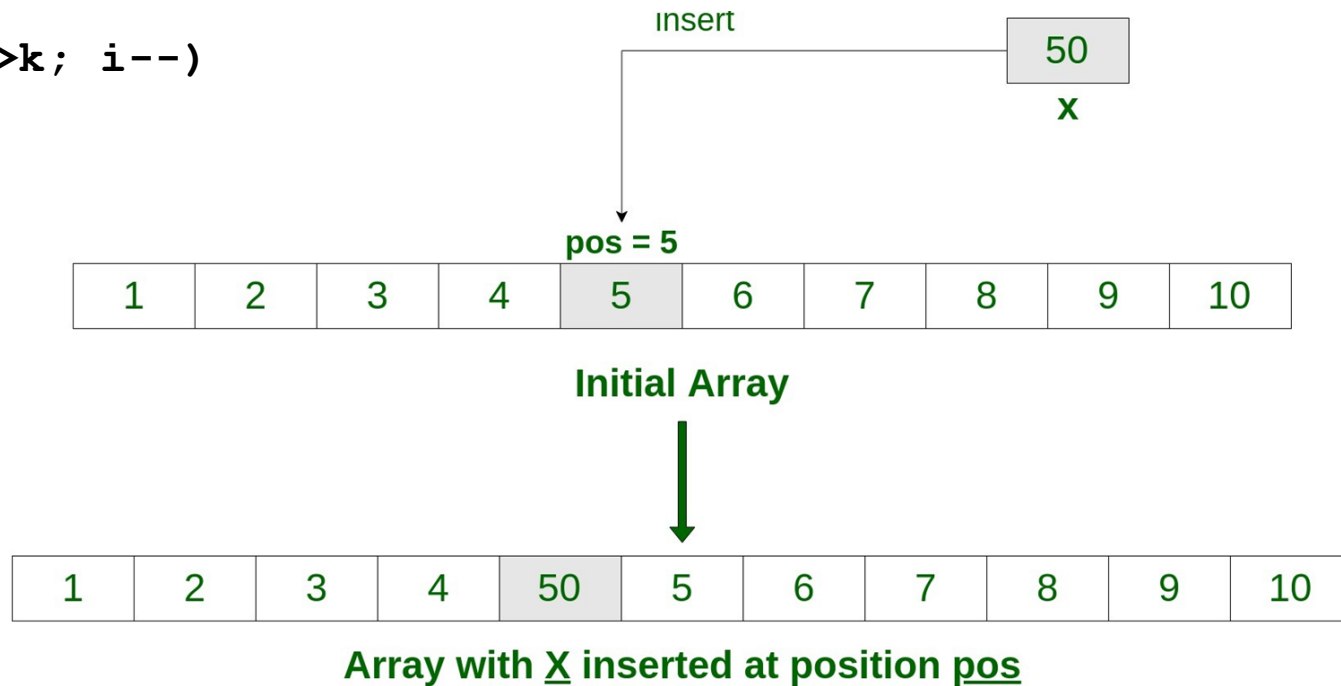 insert
>k; i--)
50
x
pos = 5
1 2 3 4 5 6 7 8 9 10
Initial Array
1 2 3 4 50 5 6 7 8 9 10
Array with X inserted at position pos